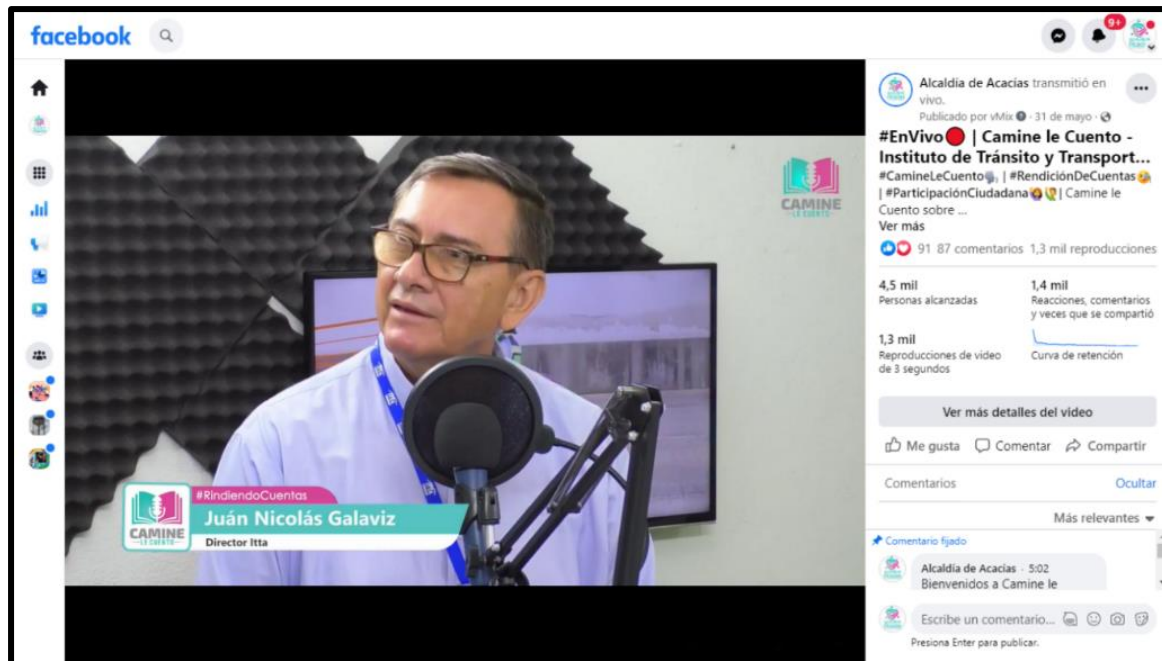 facebook
9+
CAMINE
LE CUENTO
#RindiendoCuentas
Juán Nicolás Galaviz
Director Itta
CAMINE
LE CUENTO
Alcaldía de Acacías transmitió en
vivo.
Publicado por vMix · 31 de mayo ·
#EnVivo🔴 | Camine le Cuento -
Instituto de Tránsito y Transport...
#CamineLeCuento🗣 | #RendiciónDeCuentas
| #ParticipaciónCiudadana | Camine le
Cuento sobre ...
Ver más
91 87 comentarios 1,3 mil reproducciones
4,5 mil
Personas alcanzadas
1,4 mil
Reacciones, comentarios
y veces que se compartió
1,3 mil
Reproducciones de video
de 3 segundos
Curva de retención
Ver más detalles del video
Me gusta Comentar Compartir
Comentarios Ocultar
Más relevantes
Comentario fijado
Alcaldía de Acacías · 5:02
Bienvenidos a Camine le
Escribe un comentario...
Presiona Enter para publicar.